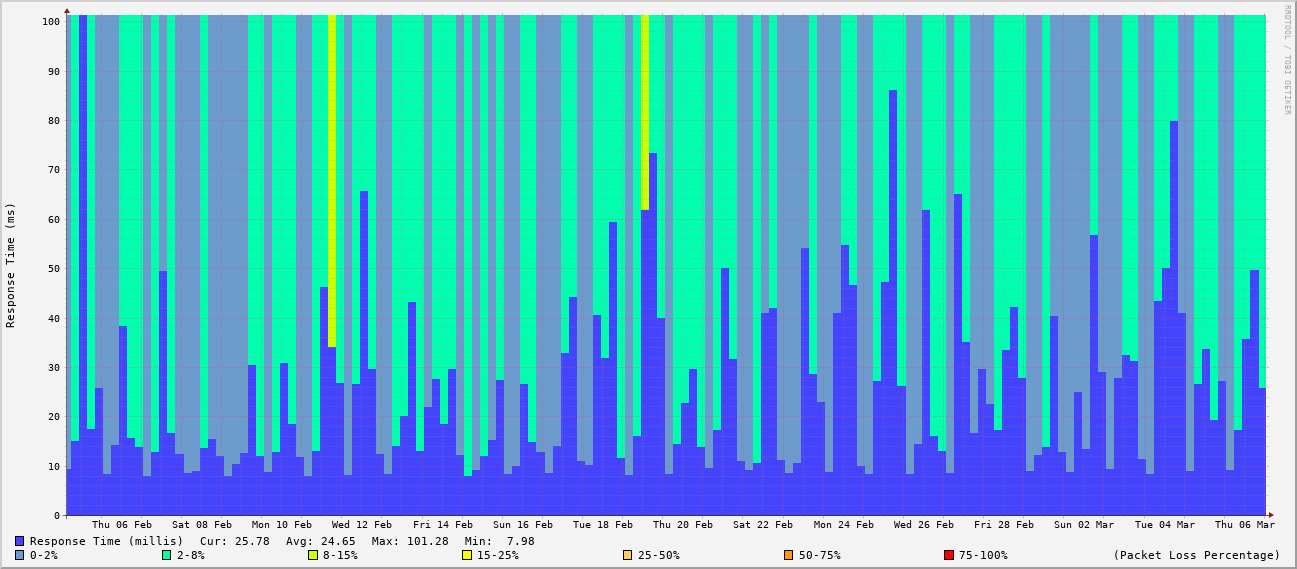 RRDTOOL / TOBI OETIKER
Response Time (ms)
100
90
80
70
60
50
40
30
20
10
0
Thu 06 Feb Sat 08 Feb Mon 10 Feb Wed 12 Feb Fri 14 Feb Sun 16 Feb Tue 18 Feb Thu 20 Feb Sat 22 Feb Mon 24 Feb Wed 26 Feb Fri 28 Feb Sun 02 Mar Tue 04 Mar Thu 06 Mar
Response Time (millis) Cur: 25.78 Avg: 24.65 Max: 101.28 Min: 7.98
0-2% 2-8% 8-15% 15-25% 25-50% 50-75% 75-100% (Packet Loss Percentage)